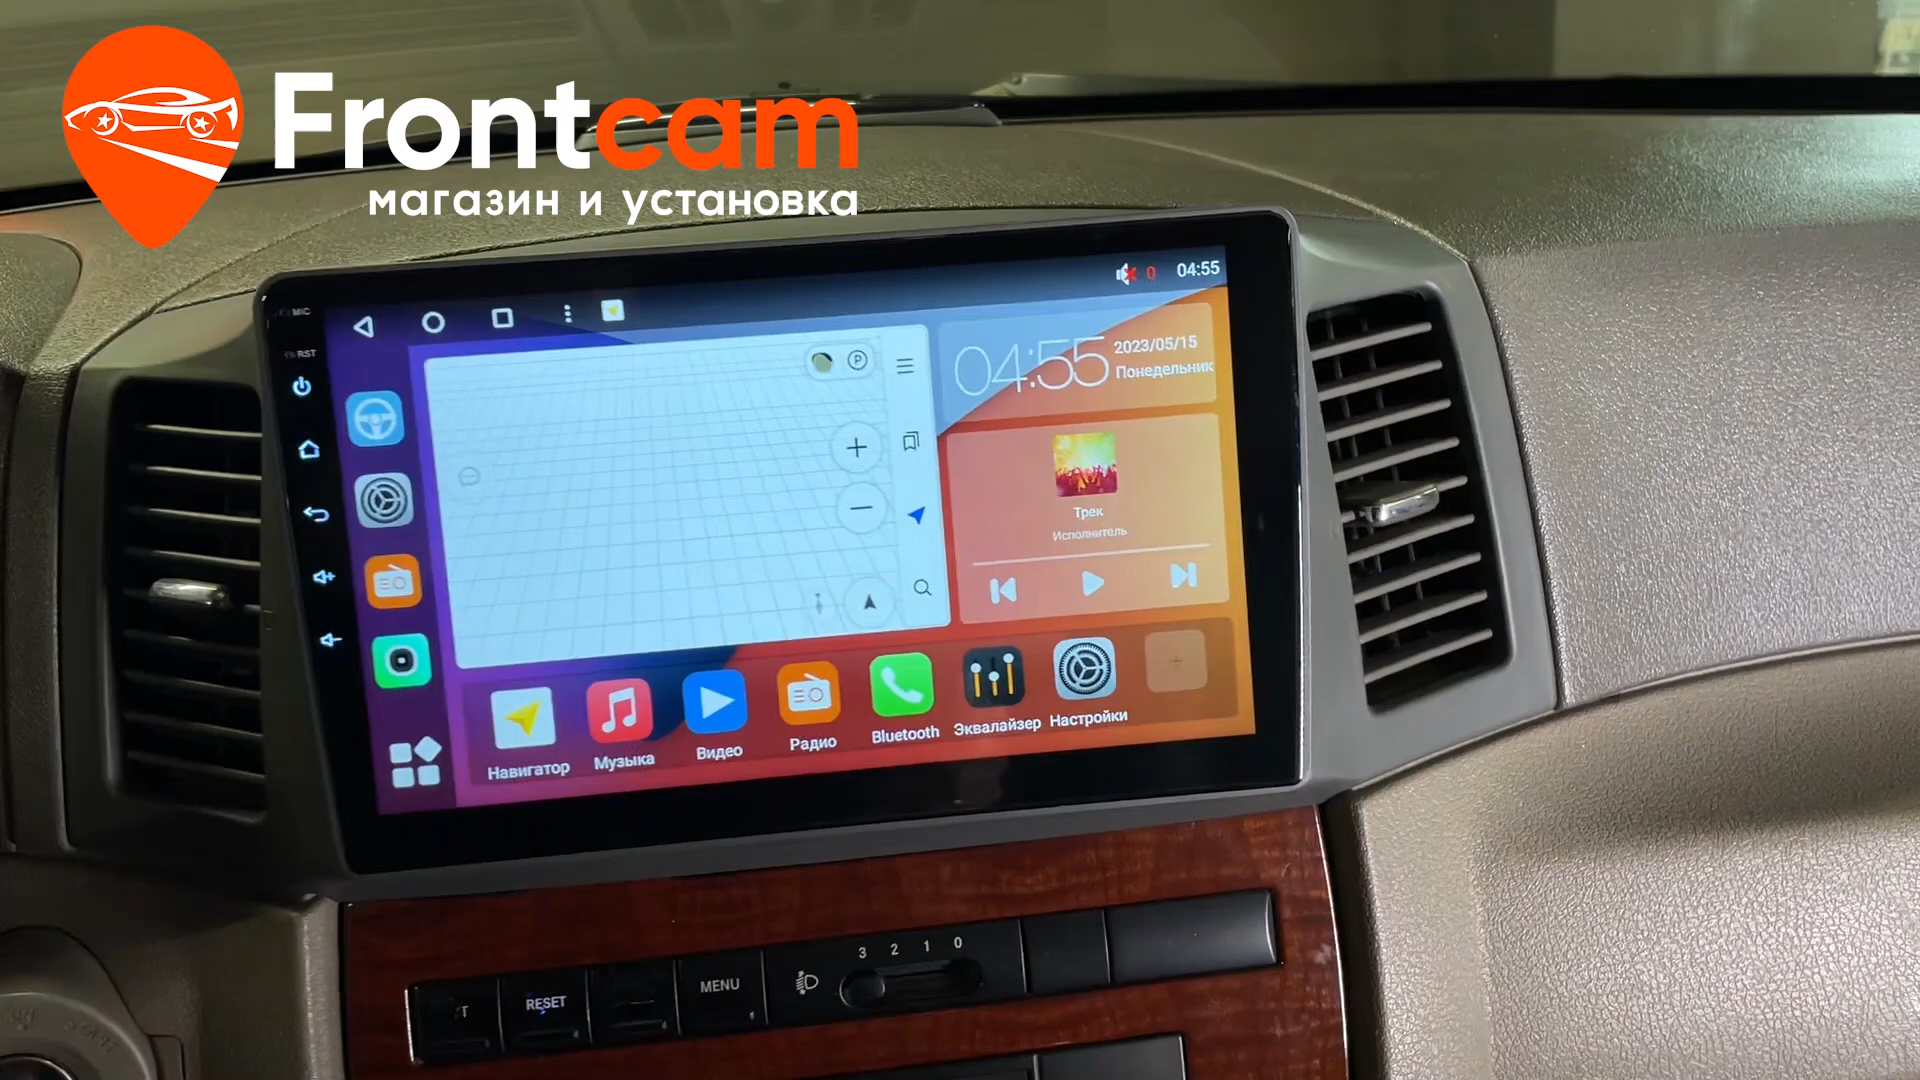 Frontcam
магазин и установка
MIC
RST
0 04:55
P
04:55
2023/05/15
Понедельник
Трек
Исполнитель
Навигатор
Музыка
Видео
Радио
Bluetooth
Эквалайзер
Настройки
3 2 1 0
RESET
MENU